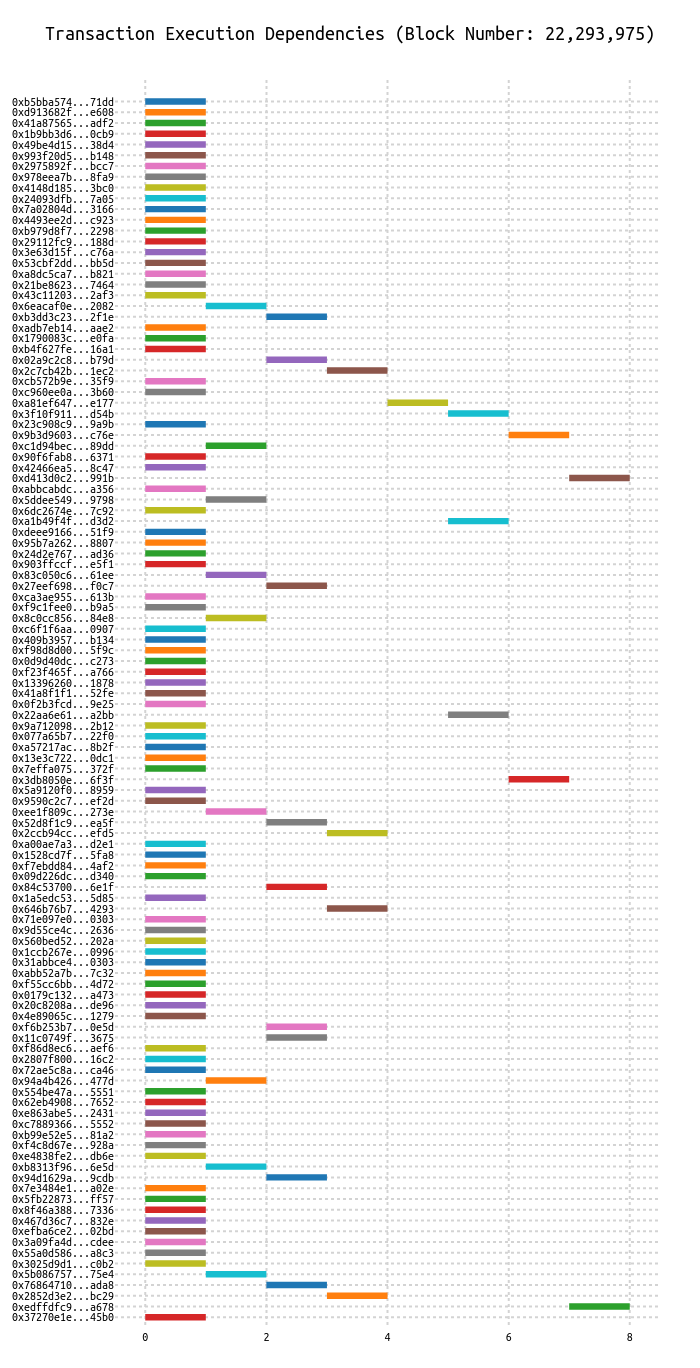 Transaction Execution Dependencies (Block Number: 22,293,975)
0xb5bba574...71dd
0xd913682f...e608
0x41a87565...adf2
0x1b9bb3d6...0cb9
0x49be4d15...38d4
0x993f20d5...b148
0x2975892f...bcc7
0x978eea7b...8fa9
0x4148d185...3bc0
0x24093dfb...7a05
0x7a02804d...3166
0x4493ee2d...c923
0xb979d8f7...2298
0x29112fc9...188d
0x3e63d15f...c76a
0x53cbf2dd...bb5d
0xa8dc5ca7...b821
0x21be8623...7464
0x43c11203...2af3
0x6eacaf0e...2082
0xb3dd3c23...2f1e
0xadb7eb14...aae2
0x1790083c...e0fa
0xb4f627fe...16a1
0x02a9c2c8...b79d
0x2c7cb42b...1ec2
0xcb572b9e...35f9
0xc960ee0a...3b60
0xa81ef647...e177
0x3f10f911...d54b
0x23c908c9...9a9b
0x9b3d9603...c76e
0xc1d94bec...89dd
0x90f6fab8...6371
0x42466ea5...8c47
0xd413d0c2...991b
0xabbcabdc...a356
0x5ddee549...9798
0x6dc2674e...7c92
0xa1b49f4f...d3d2
0xdeee9166...51f9
0x95b7a262...8807
0x24d2e767...ad36
0x903ffccf...e5f1
0x83c050c6...61ee
0x27eef698...f0c7
0xca3ae955...613b
0xf9c1fee0...b9a5
0x8c0cc856...84e8
0xc6f1f6aa...0907
0x409b3957...b134
0xf98d8d00...5f9c
0x0d9d40dc...c273
0xf23f465f...a766
0x13396260...1878
0x41a8f1f1...52fe
0x0f2b3fcd...9e25
0x22aa6e61...a2bb
0x9a712098...2b12
0x077a65b7...22f0
0xa57217ac...8b2f
0x13e3c722...0dc1
0x7effa075...372f
0x3db8050e...6f3f
0x5a9120f0...8959
0x9590c2c7...ef2d
0xee1f809c...273e
0x52d8f1c9...ea5f
0x2ccb94cc...efd5
0xa00ae7a3...d2e1
0x1528cd7f...5fa8
0xf7ebdd84...4af2
0x09d226dc...d340
0x84c53700...6e1f
0x1a5edc53...5d85
0x646b76b7...4293
0x71e097e0...0303
0x9d55ce4c...2636
0x560bed52...202a
0x1ccb267e...0996
0x31abbce4...0303
0xabb52a7b...7c32
0xf55cc6bb...4d72
0x0179c132...a473
0x20c8208a...de96
0x4e89065c...1279
0xf6b253b7...0e5d
0x11c0749f...3675
0xf86d8ec6...aef6
0x2807f800...16c2
0x72ae5c8a...ca46
0x94a4b426...477d
0x554be47a...5551
0x62eb4908...7652
0xe863abe5...2431
0xc7889366...5552
0xb99e52e5...81a2
0xf4c8d67e...928a
0xe4838fe2...db6e
0xb8313f96...6e5d
0x94d1629a...9cdb
0x7e3484e1...a02e
0x5fb22873...ff57
0x8f46a388...7336
0x467d36c7...832e
0xefba6ce2...02bd
0x3a09fa4d...cdee
0x55a0d586...a8c3
0x3025d9d1...c0b2
0x5b086757...75e4
0x76864710...ada8
0x2852d3e2...bc29
0xedffdfc9...a678
0x37270e1e...45b0
0 2 4 6 8